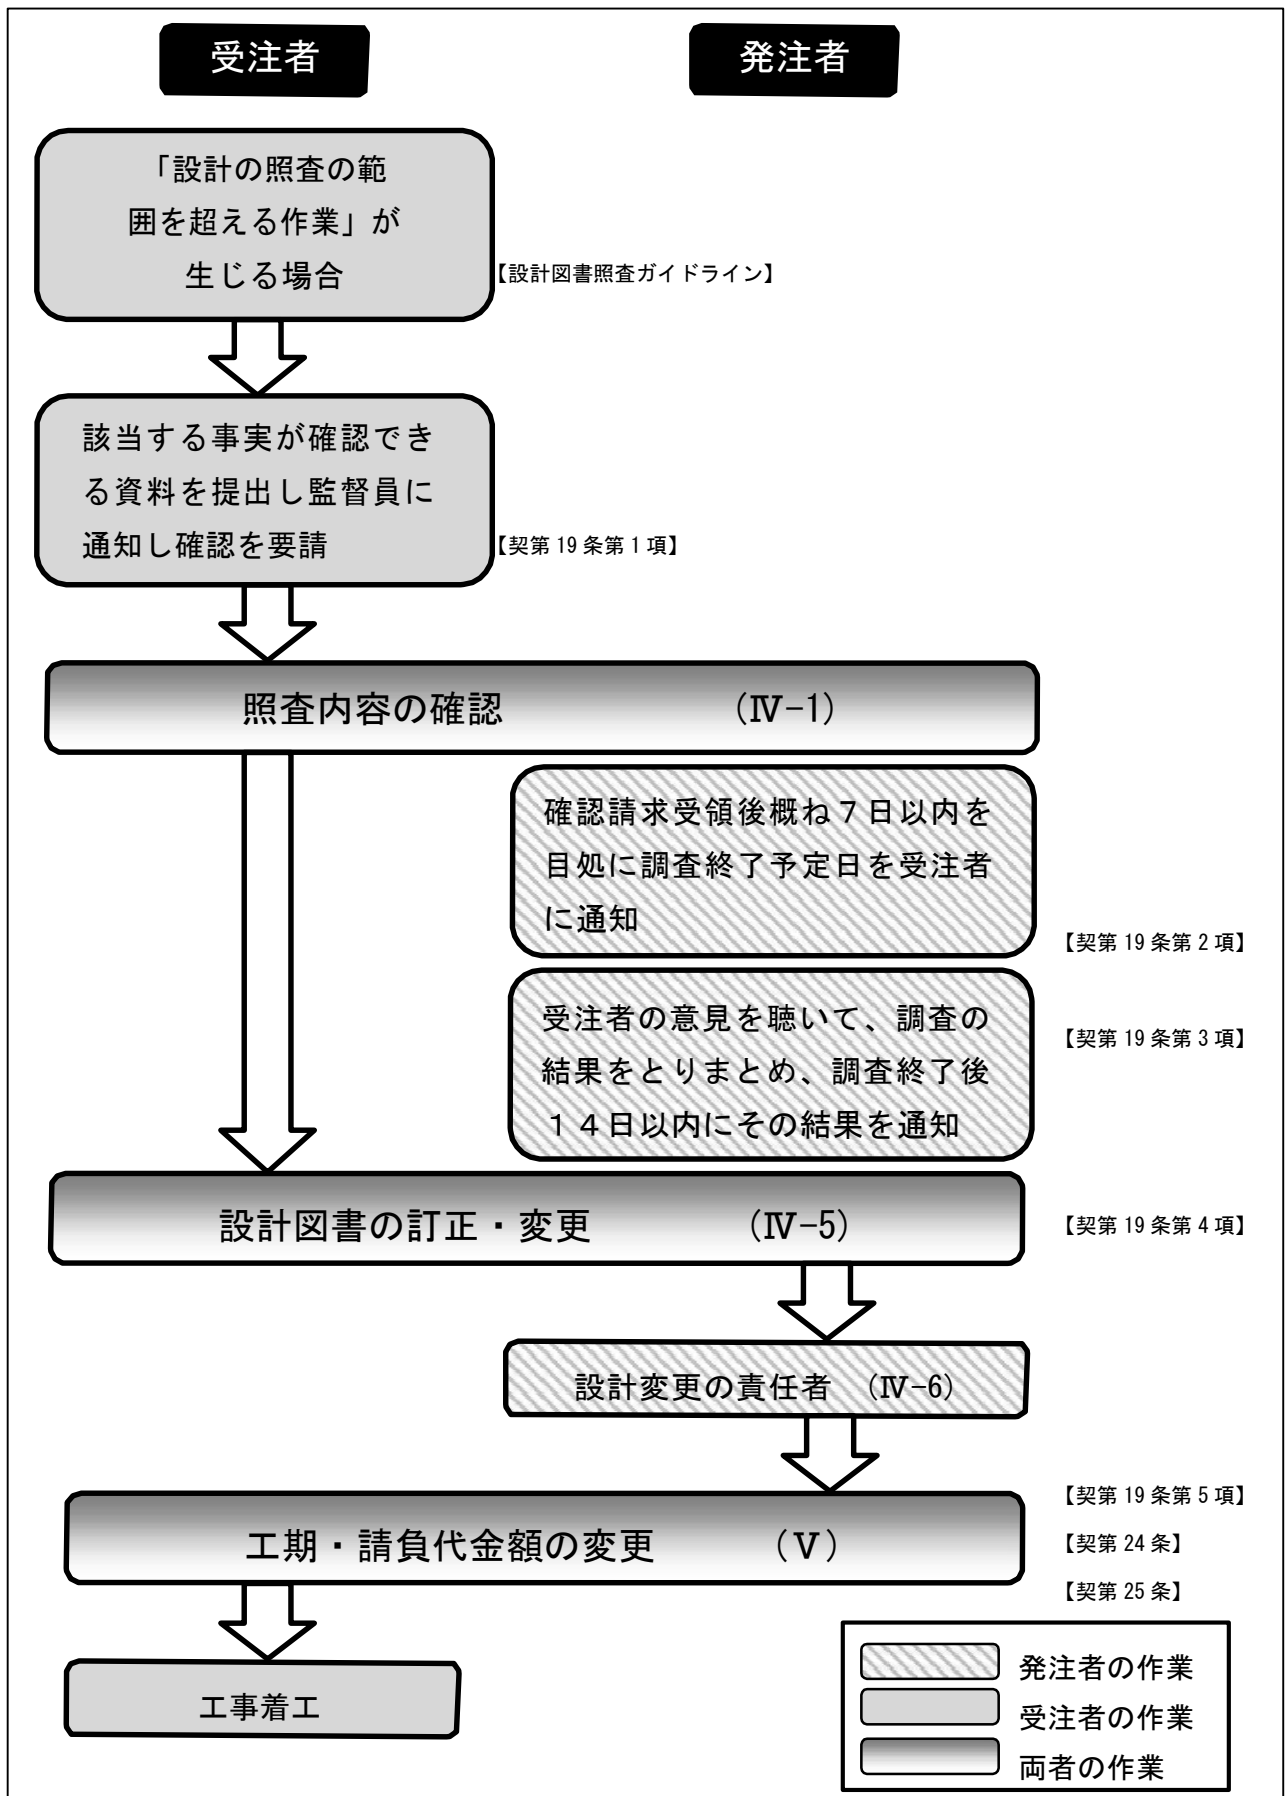 受注者
発注者
「設計の照査の範
囲を超える作業」が
生じる場合
【設計図書照査ガイドライン】
該当する事実が確認でき
る資料を提出し監督員に
通知し確認を要請
【契第19条第1項】
照査内容の確認 (Ⅳ-1)
確認請求受領後概ね７日以内を
目処に調査終了予定日を受注者
に通知
【契第19条第2項】
受注者の意見を聴いて、調査の
結果をとりまとめ、調査終了後
１４日以内にその結果を通知
【契第19条第3項】
設計図書の訂正・変更 (Ⅳ-5)
【契第19条第4項】
設計変更の責任者 (Ⅳ-6)
工期・請負代金額の変更 (Ⅴ)
【契第19条第5項】
【契第24条】
【契第25条】
工事着工
発注者の作業
受注者の作業
両者の作業